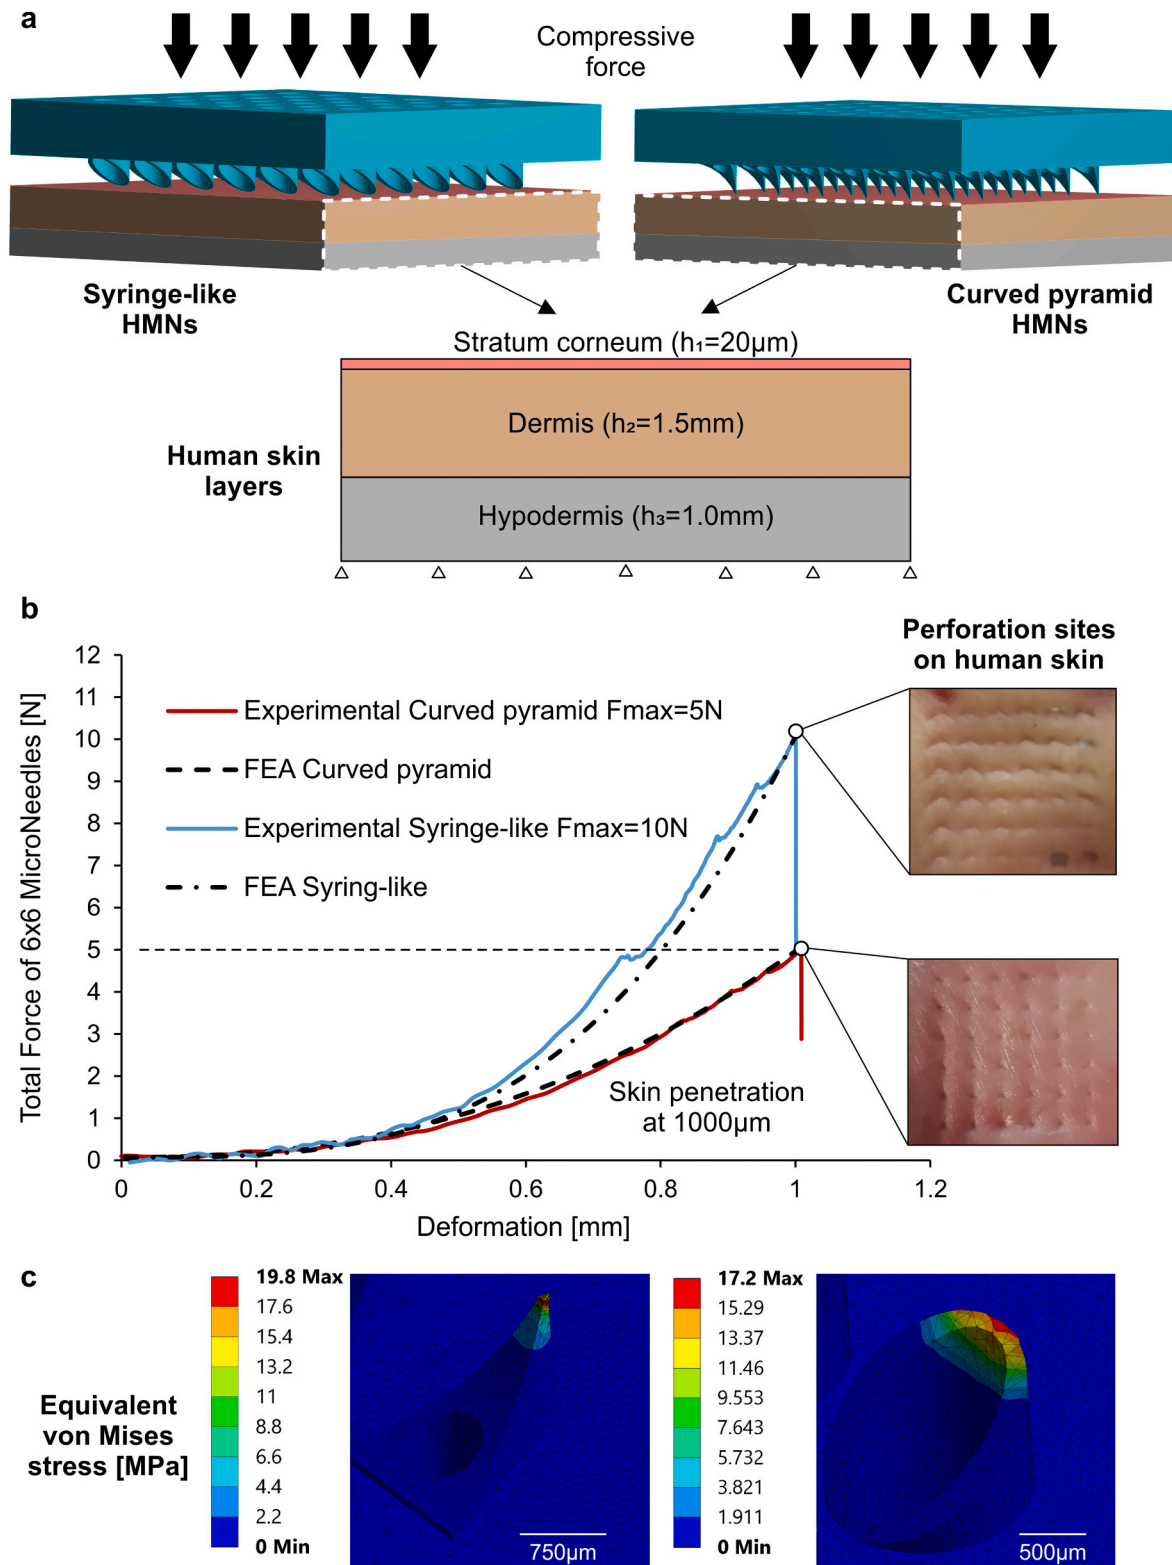 a
Compressive
force
Syringe-like
HMNs
Curved pyramid
HMNs
Stratum corneum (h₁=20µm)
Dermis (h₂=1.5mm)
Human skin
layers
Hypodermis (h₃=1.0mm)
b
Perforation sites
on human skin
Total Force of 6x6 MicroNeedles [N]
12
11
10
9
8
7
6
5
4
3
2
1
0
Experimental Curved pyramid Fmax=5N
FEA Curved pyramid
Experimental Syringe-like Fmax=10N
FEA Syring-like
Skin penetration
at 1000µm
0
0.2
0.4
0.6
0.8
1
1.2
Deformation [mm]
c
Equivalent
von Mises
stress [MPa]
19.8 Max
17.6
15.4
13.2
11
8.8
6.6
4.4
2.2
0 Min
750µm
17.2 Max
15.29
13.37
11.46
9.553
7.643
5.732
3.821
1.911
0 Min
500µm